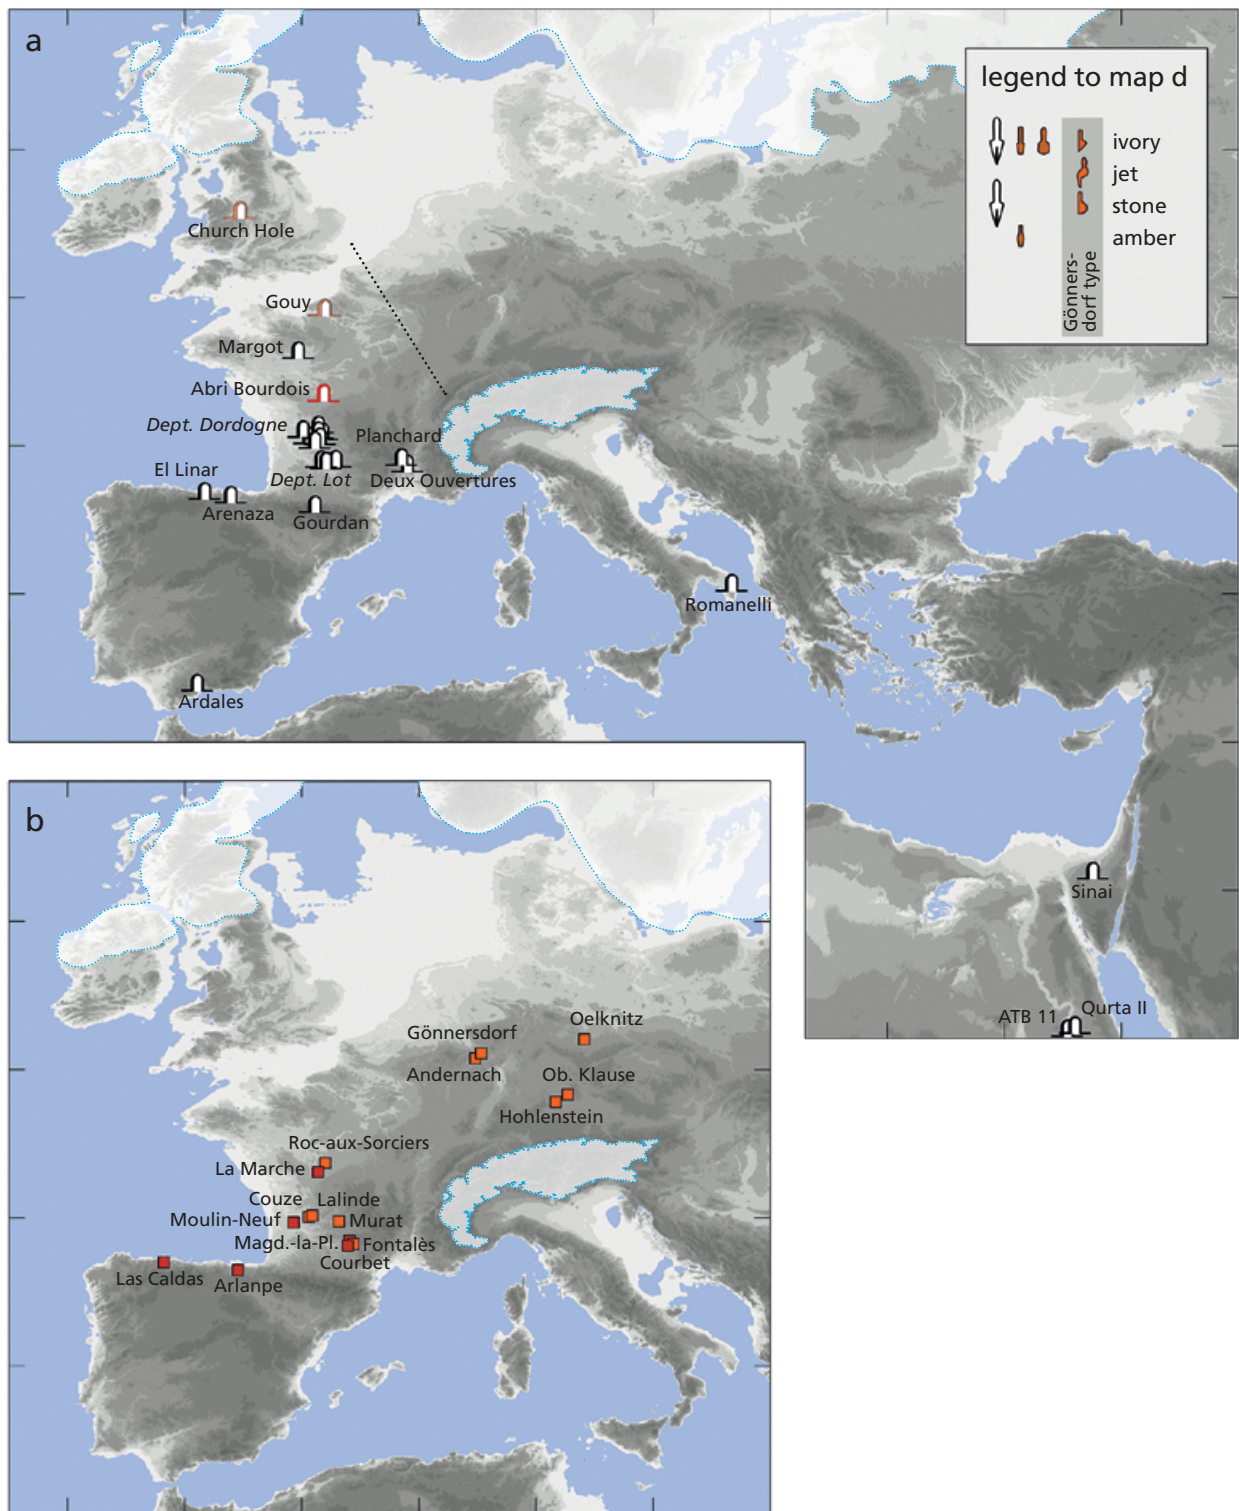 a
legend to map d
ivory
jet
stone
amber
Gönners-
dorf type
Church Hole
Gouy
Margot
Abri Bourdois
Dept. Dordogne
Planchard
El Linar
Dept. Lot
Deux Ouvertures
Arenaza
Gourdan
Romanelli
Ardales
Sinai
ATB 11
Qurta II
b
Oelknitz
Gönnersdorf
Andernach
Ob. Klause
Hohlenstein
Roc-aux-Sorciers
La Marche
Couze
Lalinde
Moulin-Neuf
Murat
Magd.-la-Pl.
Fontalès
Courbet
Las Caldas
Arlanpe